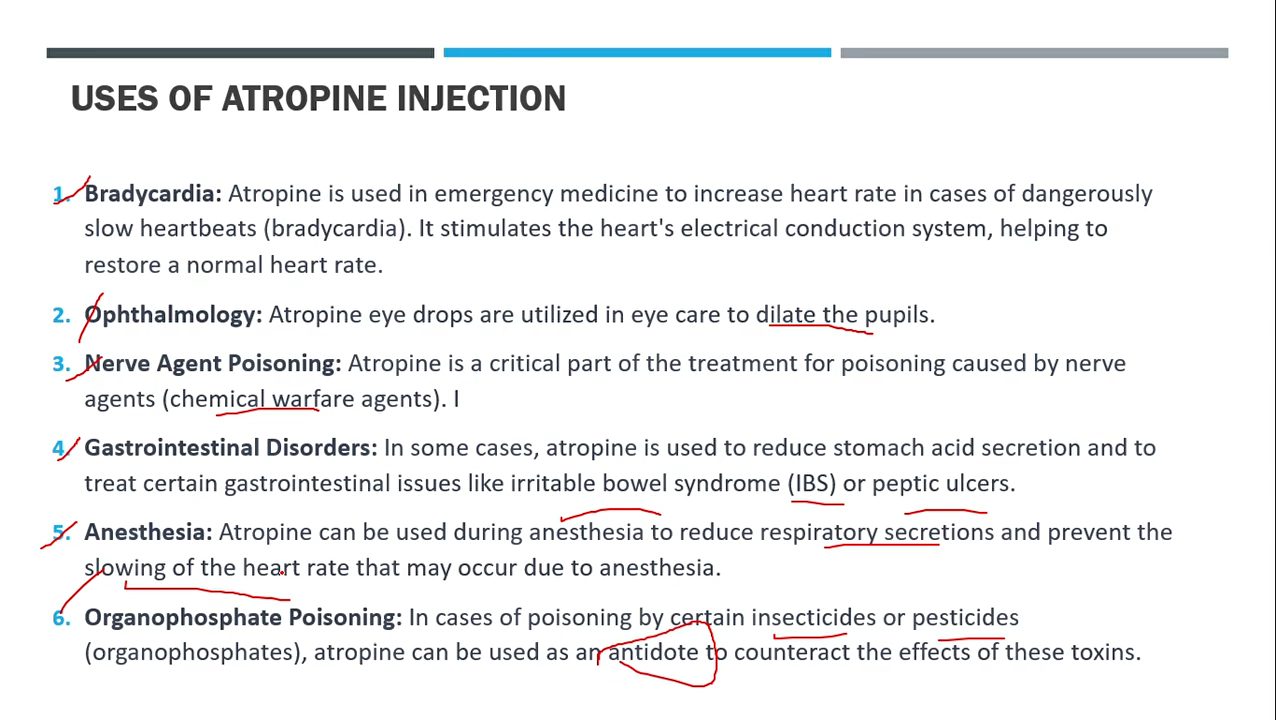 USES OF ATROPINE INJECTION
1. Bradycardia: Atropine is used in emergency medicine to increase heart rate in cases of dangerously
slow heartbeats (bradycardia). It stimulates the heart's electrical conduction system, helping to
restore a normal heart rate.
2. Ophthalmology: Atropine eye drops are utilized in eye care to dilate the pupils.
3. Nerve Agent Poisoning: Atropine is a critical part of the treatment for poisoning caused by nerve
agents (chemical warfare agents). I
4. Gastrointestinal Disorders: In some cases, atropine is used to reduce stomach acid secretion and to
treat certain gastrointestinal issues like irritable bowel syndrome (IBS) or peptic ulcers.
5. Anesthesia: Atropine can be used during anesthesia to reduce respiratory secretions and prevent the
slowing of the heart rate that may occur due to anesthesia.
6. Organophosphate Poisoning: In cases of poisoning by certain insecticides or pesticides
(organophosphates), atropine can be used as an antidote to counteract the effects of these toxins.